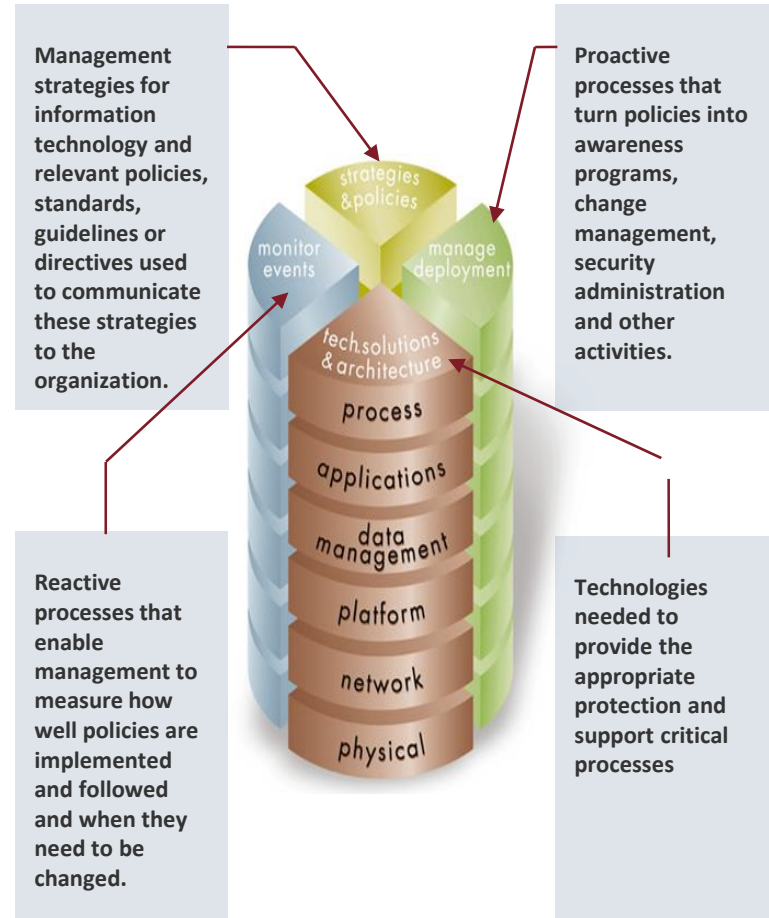 Management
strategies for
information
technology and
relevant policies,
standards,
guidelines or
directives used
to communicate
these strategies
to the
organization.
Proactive
processes that
turn policies into
awareness
programs,
change
management,
security
administration
and other
activities.
strategies
& policies
monitor
events
manage
deployment
tech.solutions
& architecture
process
applications
data
management
platform
network
physical
Reactive
processes that
enable
management to
measure how
well policies are
implemented
and followed
and when they
need to be
changed.
Technologies
needed to
provide the
appropriate
protection and
support critical
processes